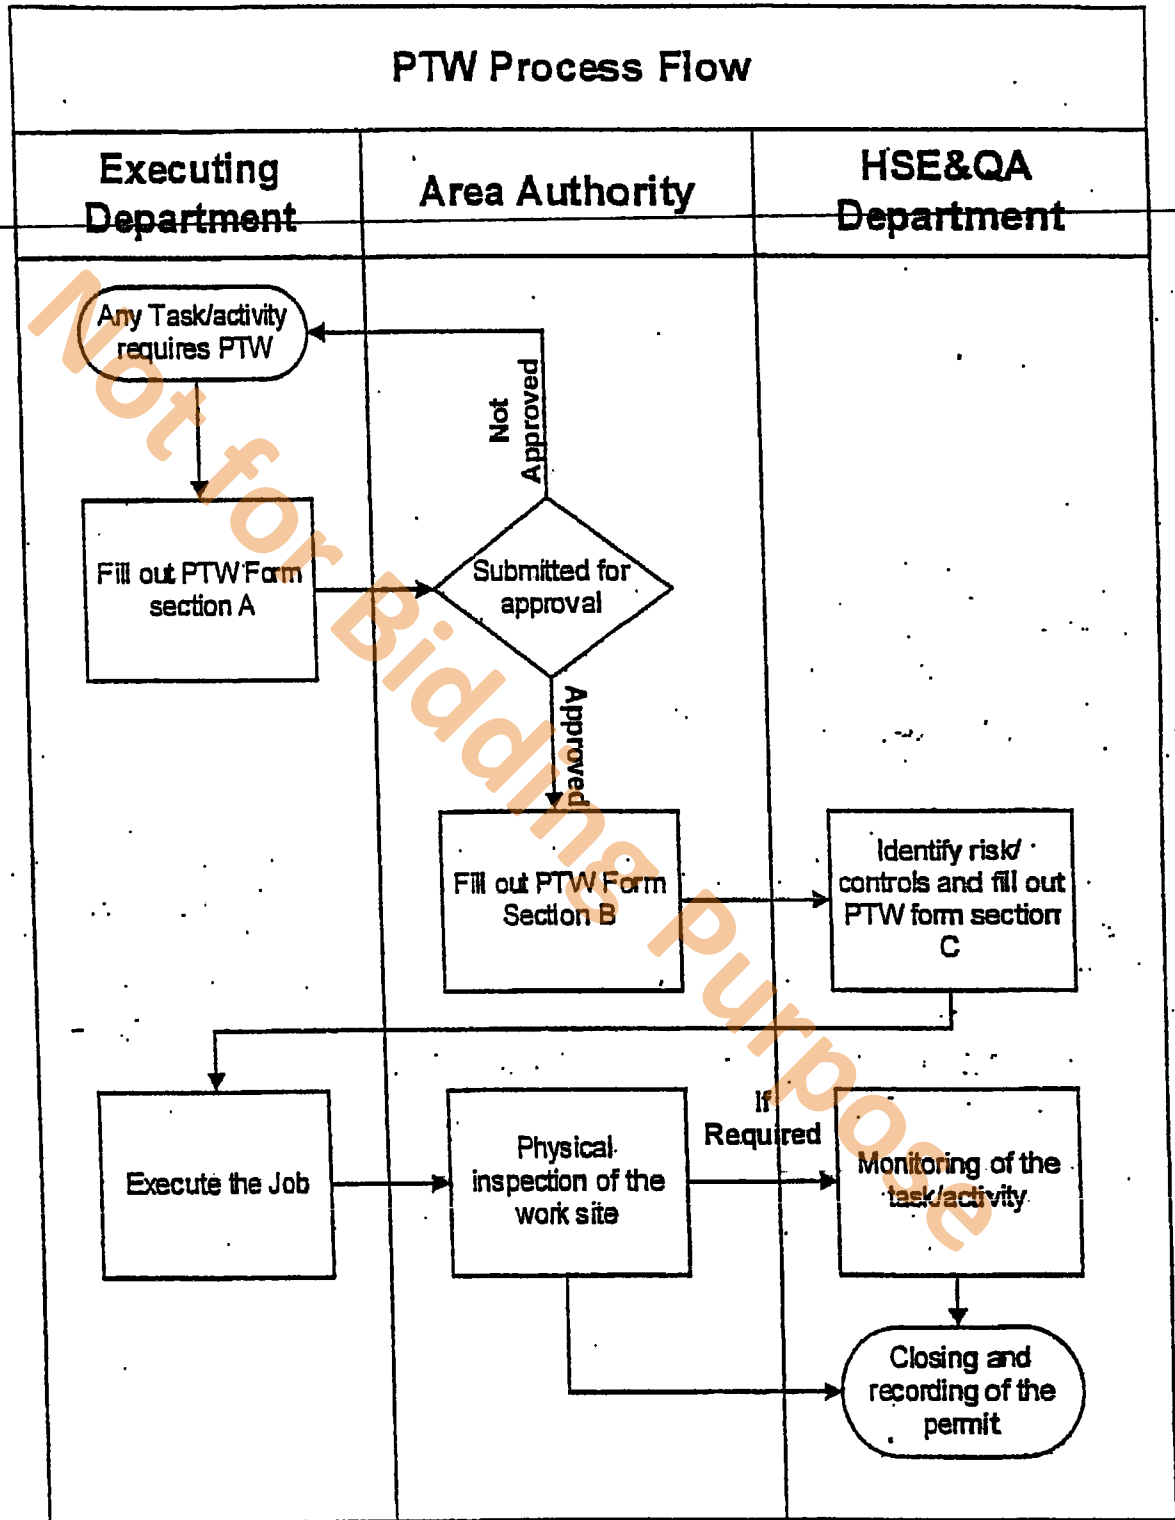 PTW Process Flow
Executing
Department
Area Authority
HSE&QA
Department
Any Task/activity
requires PTW
Not
Approved
Fill out PTW Form
section A
Submitted for
approval
Approved
Fill out PTW Form
Section B
Identify risk/
controls and fill out
PTW form section
C
Execute the Job
Physical
inspection of the
work site
If
Required
Monitoring of the
task/activity
Closing and
recording of the
permit
Not for Bidding Purpose